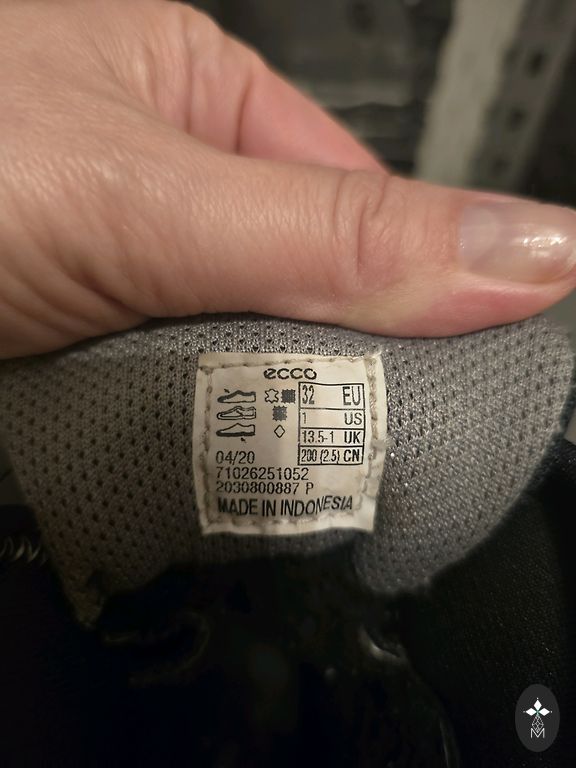 ecco
32 EU
1 US
13.5-1 UK
200 (2.5) CN
04/20
71026251052
2030800887 P
MADE IN INDONESIA
M